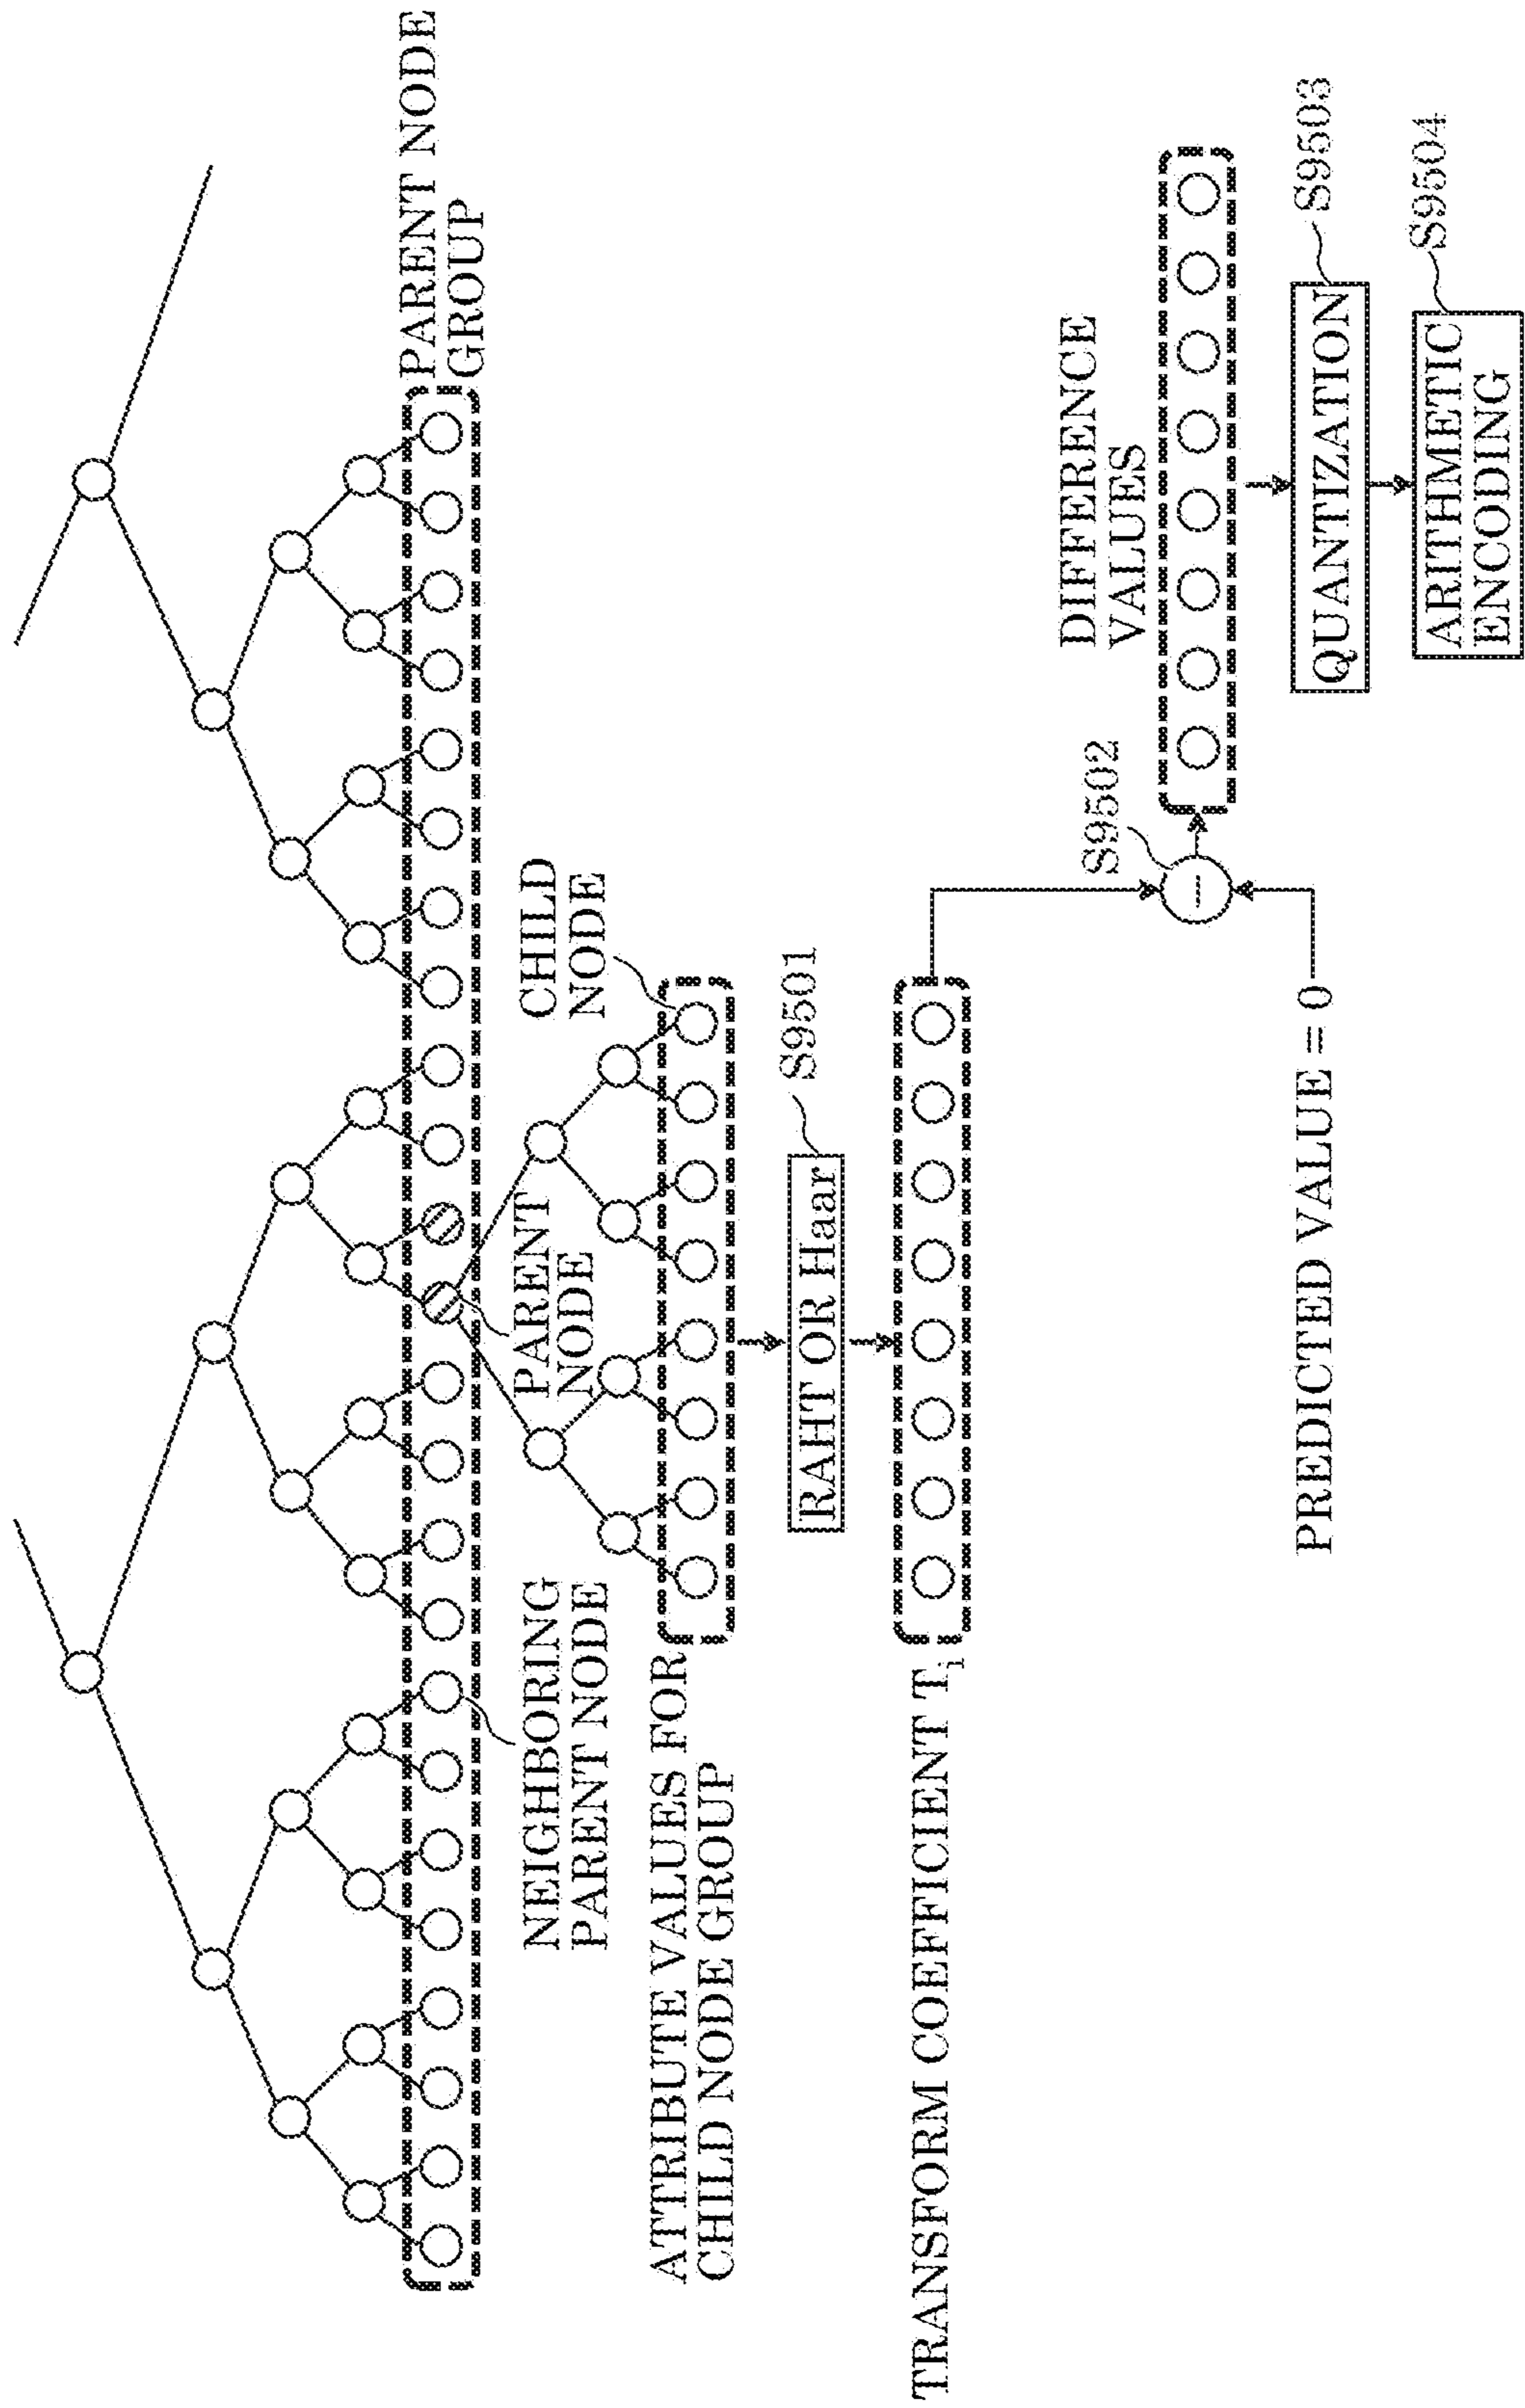 PARENT NODE
GROUP
PARENT
NODE
CHILD
NODE
NEIGHBORING
PARENT NODE
ATTRIBUTE VALUES FOR
CHILD NODE GROUP
RAHT OR Haar
S9501
TRANSFORM COEFFICIENT Ti
S9502
DIFFERENCE
VALUES
PREDICTED VALUE = 0
QUANTIZATION
S9503
ARITHMETIC
ENCODING
S9504